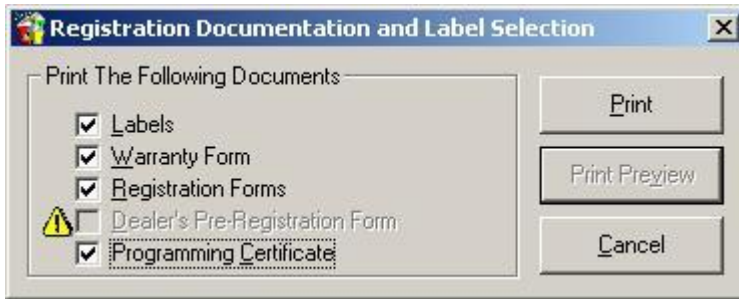 Registration Documentation and Label Selection
Print The Following Documents
Labels
Warranty Form
Registration Forms
Dealer's Pre-Registration Form
Programming Certificate
Print
Print Preview
Cancel